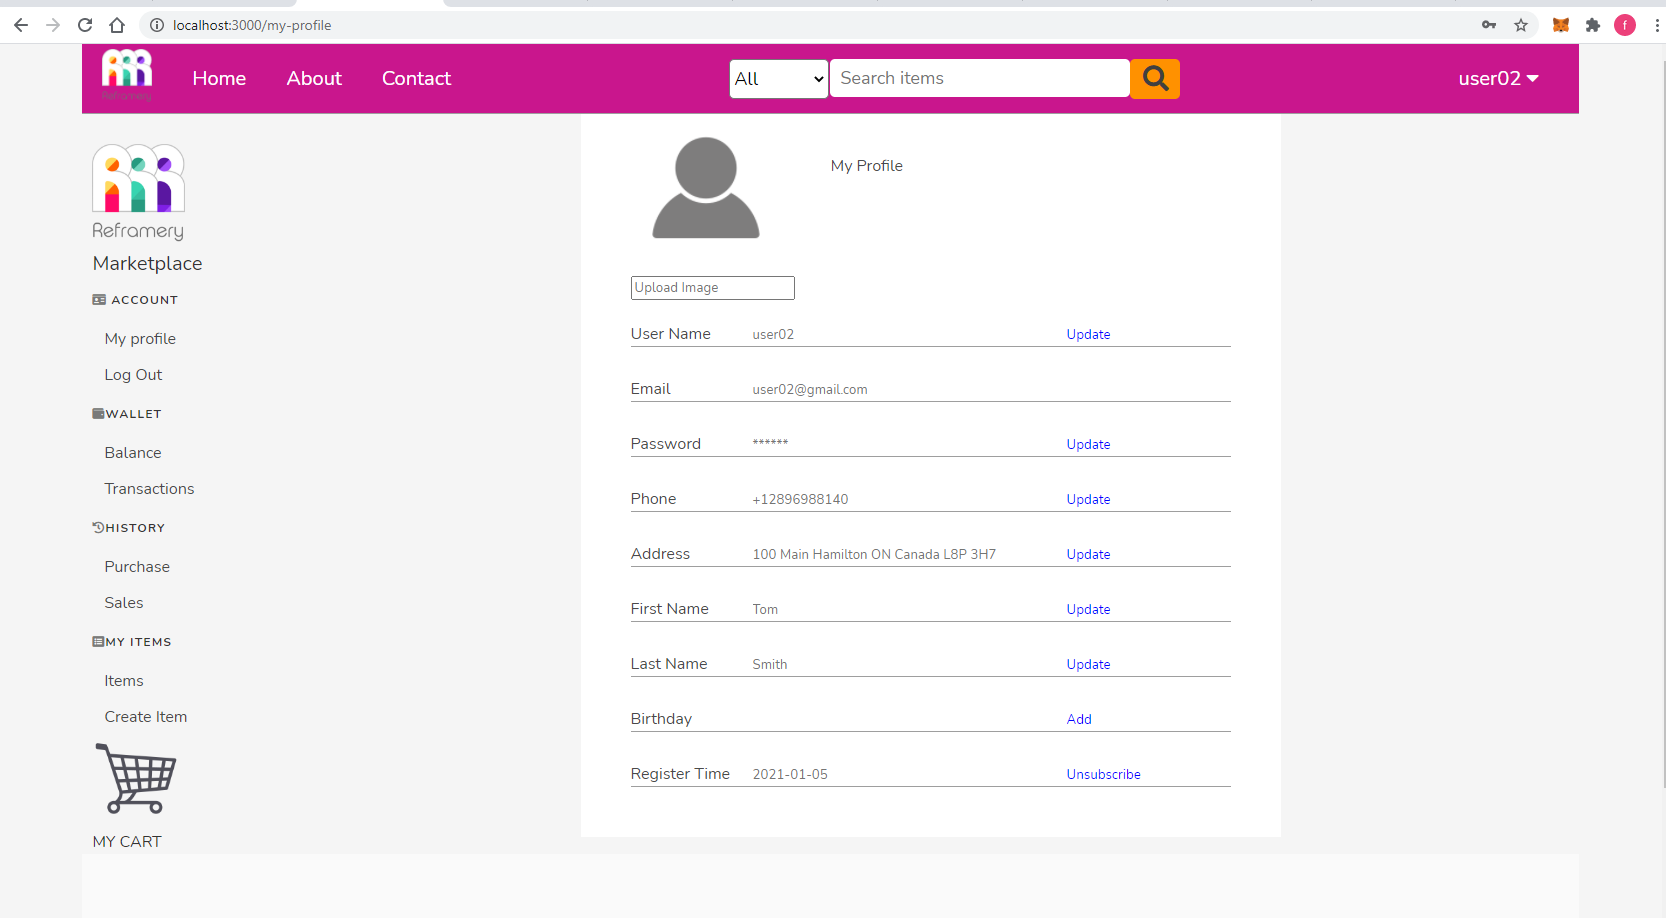 localhost:3000/my-profile
f
Reframery
Home About Contact All Search items user02
Reframery
Marketplace
ACCOUNT
My profile
Log Out
WALLET
Balance
Transactions
HISTORY
Purchase
Sales
MY ITEMS
Items
Create Item
MY CART
My Profile
Upload Image
User Name user02 Update
Email user02@gmail.com
Password ****** Update
Phone +12896988140 Update
Address 100 Main Hamilton ON Canada L8P 3H7 Update
First Name Tom Update
Last Name Smith Update
Birthday Add
Register Time 2021-01-05 Unsubscribe